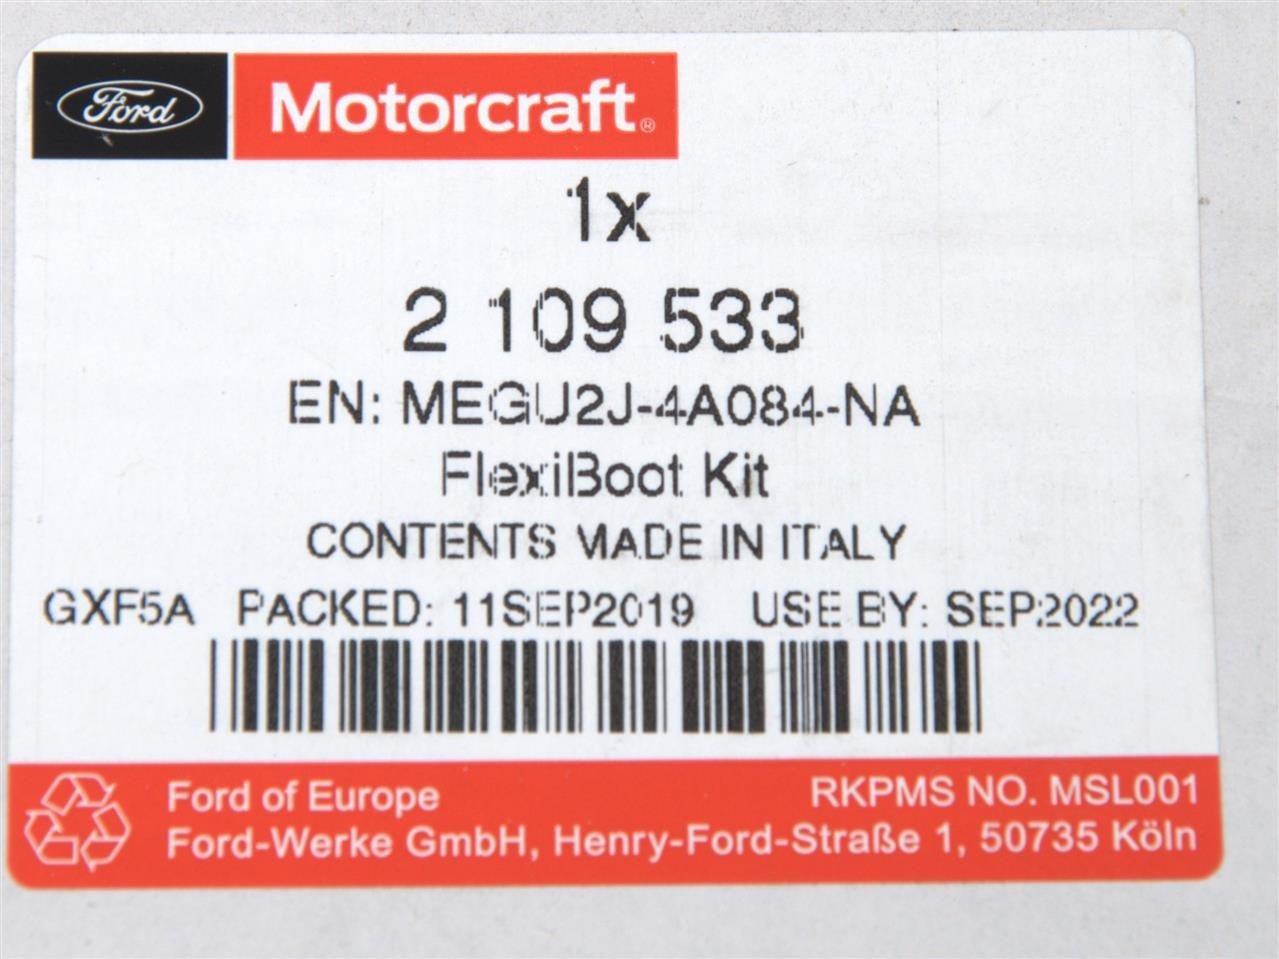 Ford Motorcraft®
1x
2 109 533
EN: MEGU2J-4A084-NA
FlexiBoot Kit
CONTENTS MADE IN ITALY
GXF5A PACKED: 11SEP2019 USE BY: SEP2022
Ford of Europe RKPMS NO. MSL001
Ford-Werke GmbH, Henry-Ford-Straße 1, 50735 Köln